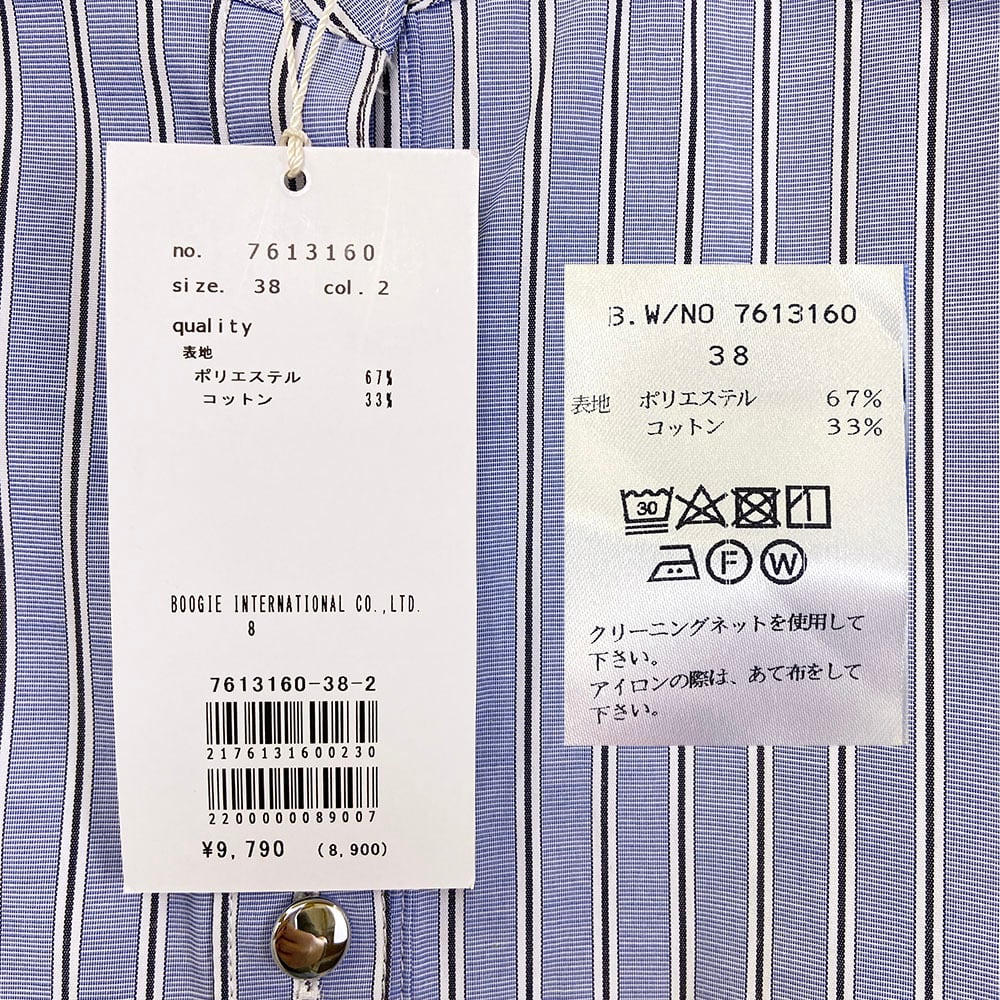 no. 7613160
size. 38 col. 2
quality
表地
ポリエステル 67%
コットン 33%
BOOGIE INTERNATIONAL CO.,LTD.
8
7613160-38-2
2176131600230
2200000089007
¥9,790 (8,900)
B.W/NO 7613160
38
表地 ポリエステル 67%
コットン 33%
30
F W
クリーニングネットを使用して
下さい。
アイロンの際は、あて布をして
下さい。